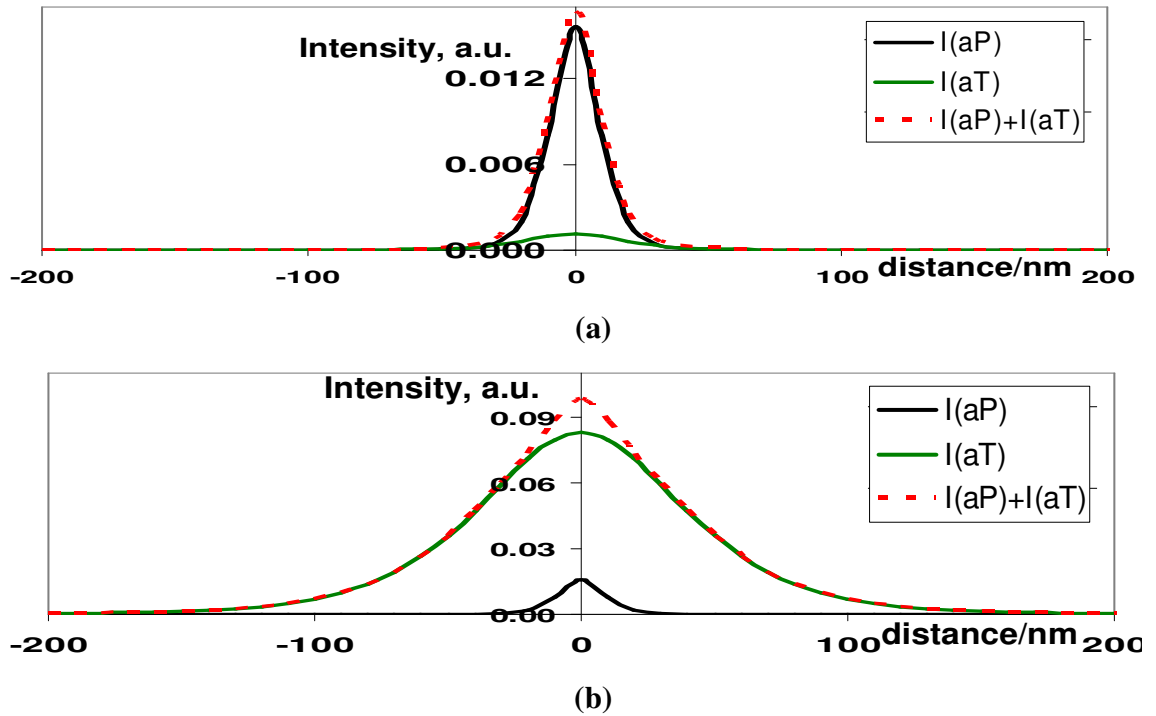 Intensity, a.u.
0.012
0.006
0.000
I(aP)
I(aT)
I(aP)+I(aT)
-200
-100
0
100
200
distance/nm
(a)
Intensity, a.u.
0.09
0.06
0.03
0.00
I(aP)
I(aT)
I(aP)+I(aT)
-200
-100
0
100
200
distance/nm
(b)